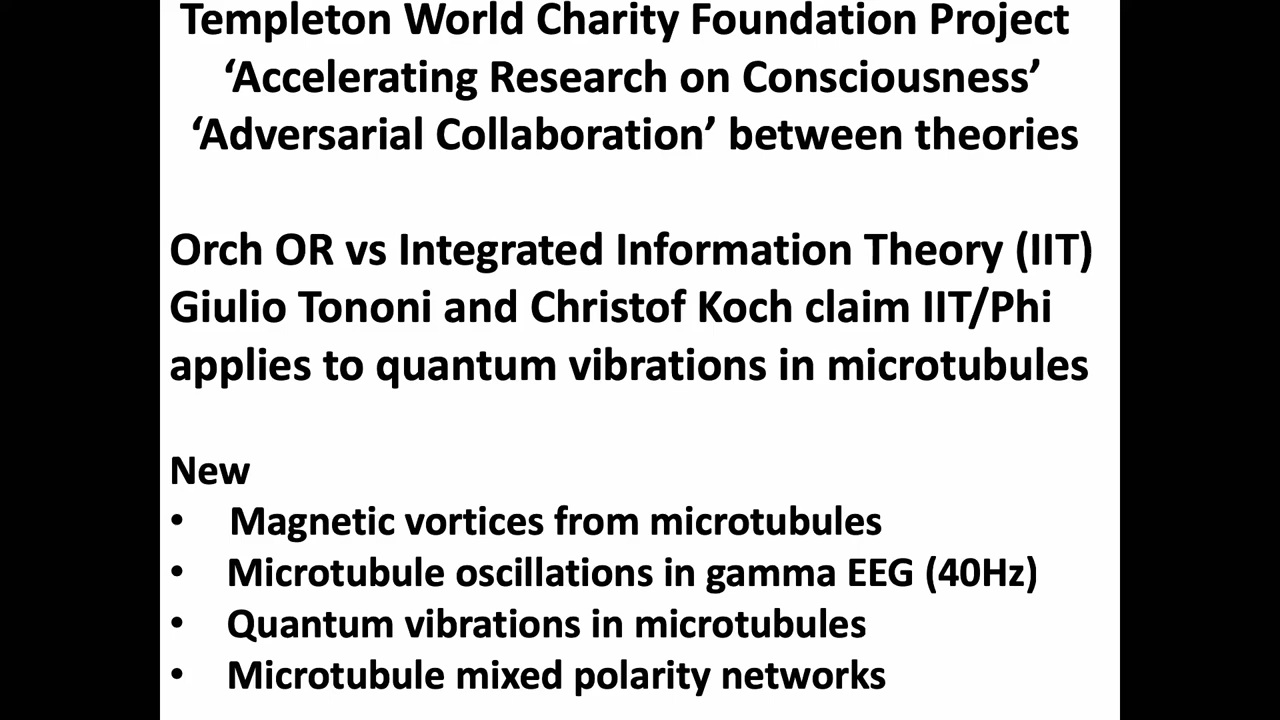 Templeton World Charity Foundation Project
‘Accelerating Research on Consciousness’
‘Adversarial Collaboration’ between theories
Orch OR vs Integrated Information Theory (IIT)
Giulio Tononi and Christof Koch claim IIT/Phi
applies to quantum vibrations in microtubules
New
• Magnetic vortices from microtubules
• Microtubule oscillations in gamma EEG (40Hz)
• Quantum vibrations in microtubules
• Microtubule mixed polarity networks